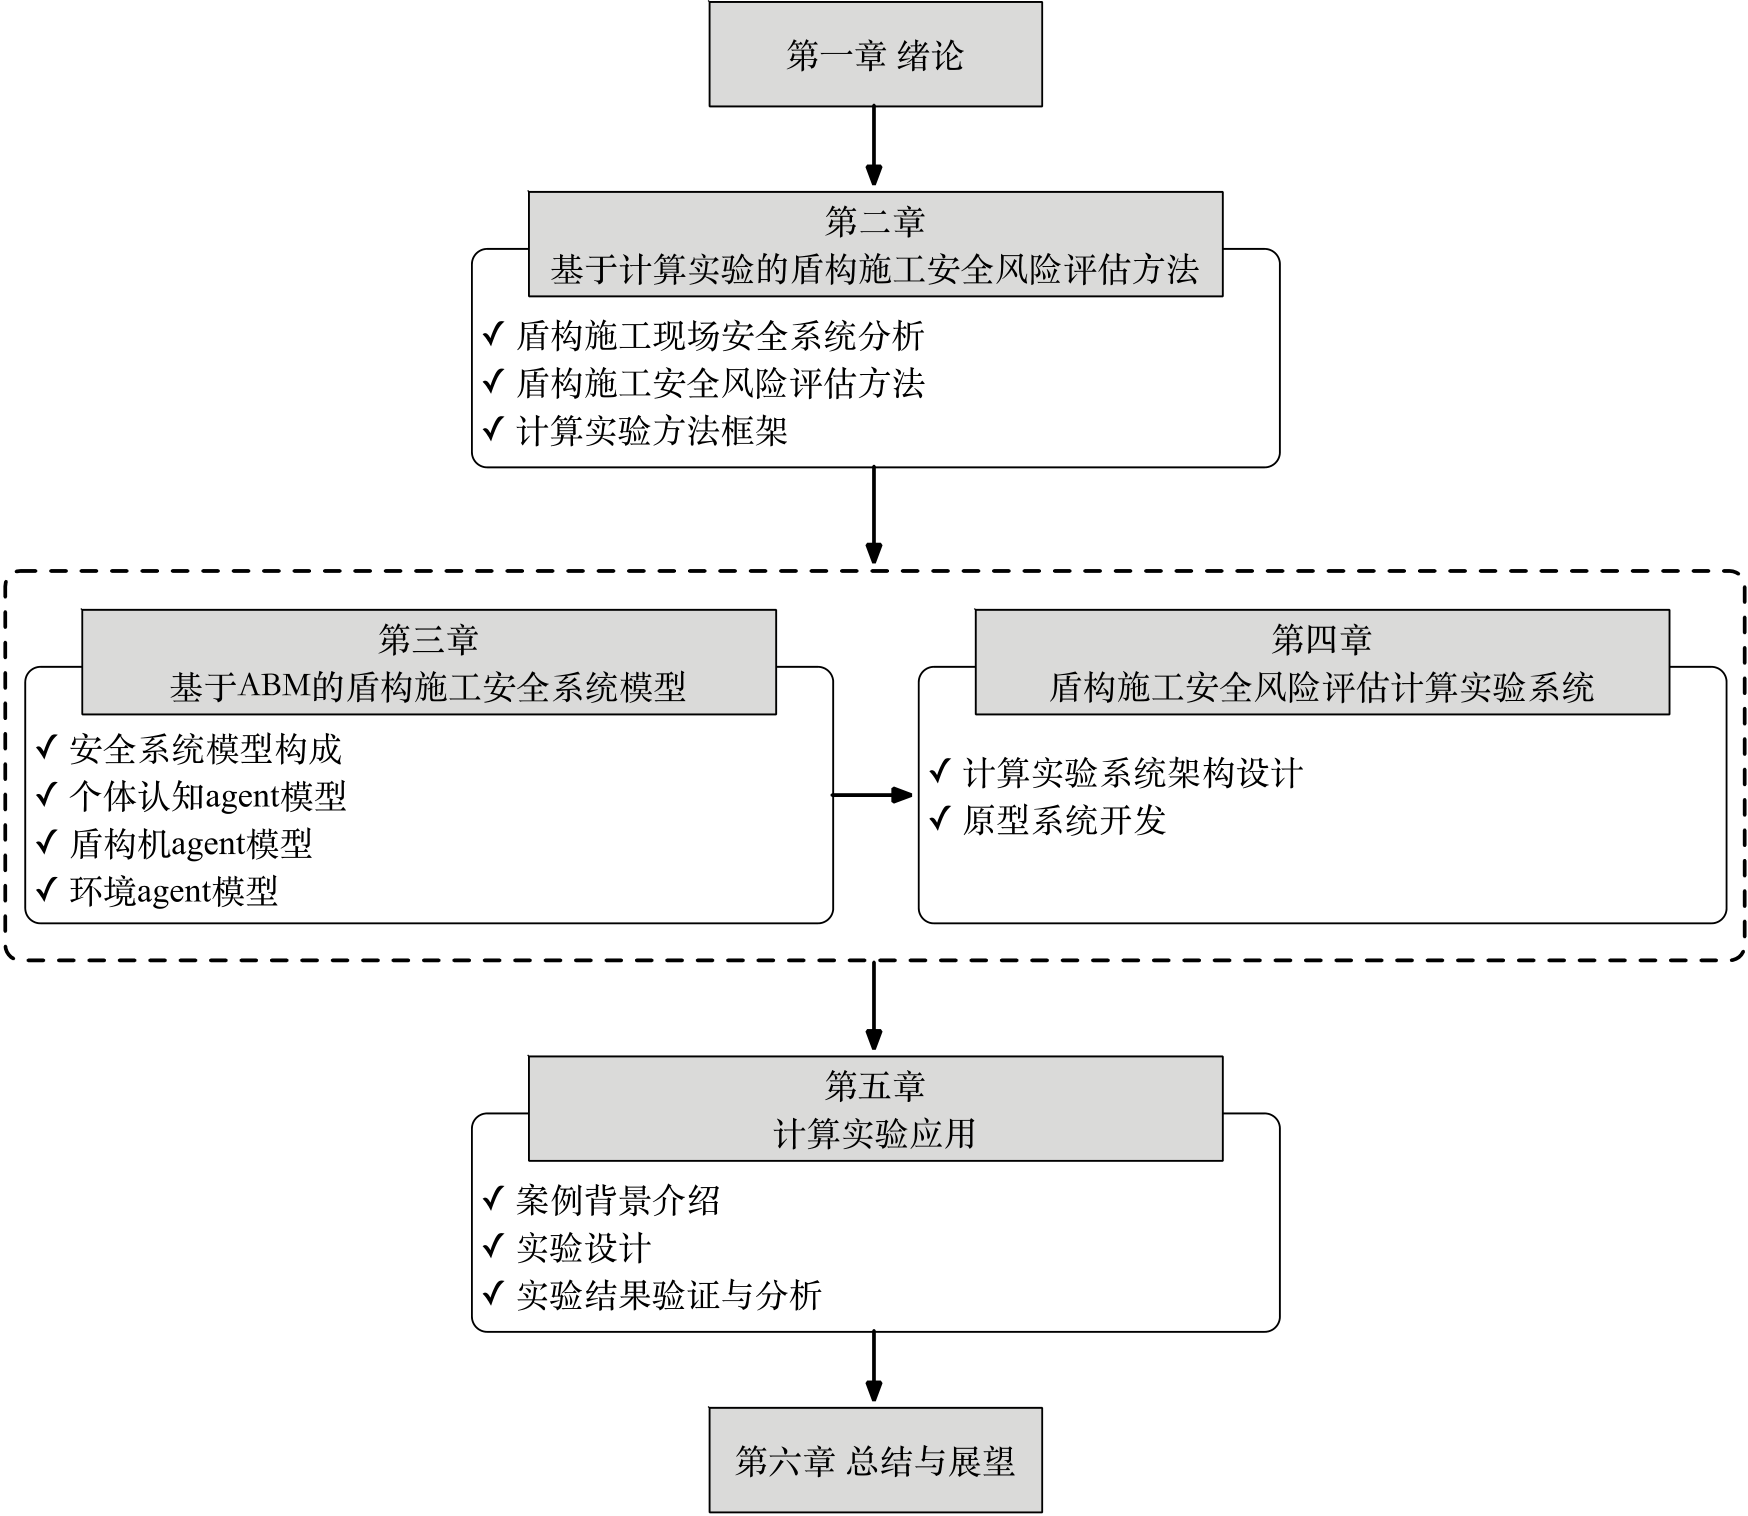 第一章 绪论
第二章
基于计算实验的盾构施工安全风险评估方法
✓ 盾构施工现场安全系统分析
✓ 盾构施工安全风险评估方法
✓ 计算实验方法框架
第三章
基于ABM的盾构施工安全系统模型
✓ 安全系统模型构成
✓ 个体认知agent模型
✓ 盾构机agent模型
✓ 环境agent模型
第四章
盾构施工安全风险评估计算实验系统
✓ 计算实验系统架构设计
✓ 原型系统开发
第五章
计算实验应用
✓ 案例背景介绍
✓ 实验设计
✓ 实验结果验证与分析
第六章 总结与展望